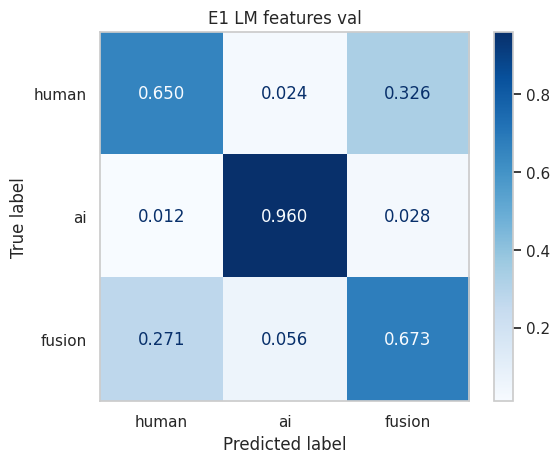 E1 LM features val
human 0.650 0.024 0.326
ai 0.012 0.960 0.028
fusion 0.271 0.056 0.673
human ai fusion
Predicted label
True label
0.8
0.6
0.4
0.2